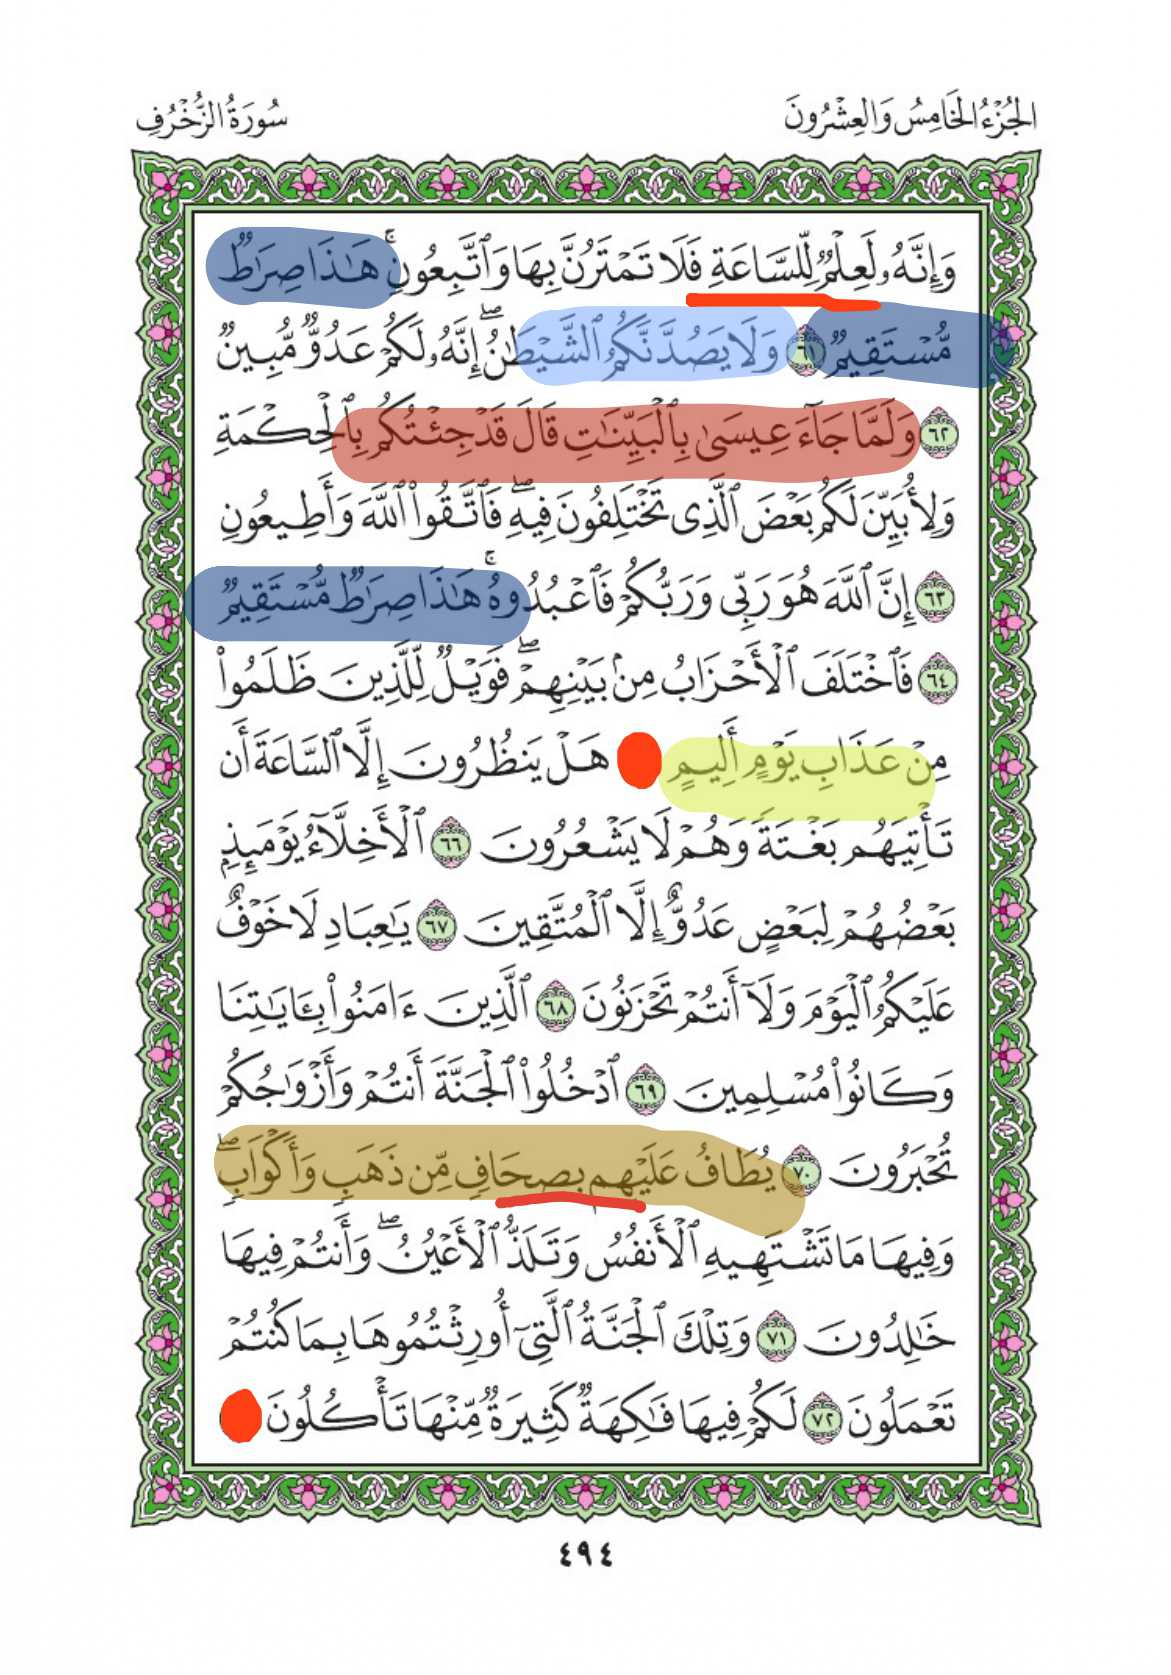 الجُزْءُ الخَامِسُ وَالعِشْرُونَ
سُورَةُ الزُّخْرُفِ
وَإِنَّهُۥ لَعِلْمٌ لِّلسَّاعَةِ فَلَا تَمْتَرُنَّ بِهَا وَٱتَّبِعُونِۚ هَـٰذَا صِرَٰطٌ
مُّسْتَقِيمٌ ٦١ وَلَا يَصُدَّنَّكُمُ ٱلشَّيْطَـٰنُۖ إِنَّهُۥ لَكُمْ عَدُوٌّ مُّبِينٌ
٦٢ وَلَمَّا جَآءَ عِيسَىٰ بِٱلْبَيِّنَـٰتِ قَالَ قَدْ جِئْتُكُم بِٱلْحِكْمَةِ
وَلِأُبَيِّنَ لَكُم بَعْضَ ٱلَّذِى تَخْتَلِفُونَ فِيهِۖ فَٱتَّقُوا۟ ٱللَّهَ وَأَطِيعُونِ
٦٣ إِنَّ ٱللَّهَ هُوَ رَبِّى وَرَبُّكُمْ فَٱعْبُدُوهُۚ هَـٰذَا صِرَٰطٌ مُّسْتَقِيمٌ
٦٤ فَٱخْتَلَفَ ٱلْأَحْزَابُ مِنۢ بَيْنِهِمْۖ فَوَيْلٌ لِّلَّذِينَ ظَلَمُوا۟
مِنْ عَذَابِ يَوْمٍ أَلِيمٍ هَلْ يَنظُرُونَ إِلَّا ٱلسَّاعَةَ أَن
تَأْتِيَهُم بَغْتَةً وَهُمْ لَا يَشْعُرُونَ ٦٦ ٱلْأَخِلَّآءُ يَوْمَئِذٍۭ
بَعْضُهُمْ لِبَعْضٍ عَدُوٌّ إِلَّا ٱلْمُتَّقِينَ ٦٧ يَـٰعِبَادِ لَا خَوْفٌ
عَلَيْكُمُ ٱلْيَوْمَ وَلَآ أَنتُمْ تَحْزَنُونَ ٦٨ ٱلَّذِينَ ءَامَنُوا۟ بِـَٔايَـٰتِنَا
وَكَانُوا۟ مُسْلِمِينَ ٦٩ ٱدْخُلُوا۟ ٱلْجَنَّةَ أَنتُمْ وَأَزْوَٰجُكُمْ
تُحْبَرُونَ ٧٠ يُطَافُ عَلَيْهِم بِصِحَافٍ مِّن ذَهَبٍ وَأَكْوَابٍۖ
وَفِيهَا مَا تَشْتَهِيهِ ٱلْأَنفُسُ وَتَلَذُّ ٱلْأَعْيُنُۖ وَأَنتُمْ فِيهَا
خَـٰلِدُونَ ٧١ وَتِلْكَ ٱلْجَنَّةُ ٱلَّتِىٓ أُورِثْتُمُوهَا بِمَا كُنتُمْ
تَعْمَلُونَ ٧٢ لَكُمْ فِيهَا فَـٰكِهَةٌ كَثِيرَةٌ مِّنْهَا تَأْكُلُونَ
٤٩٤